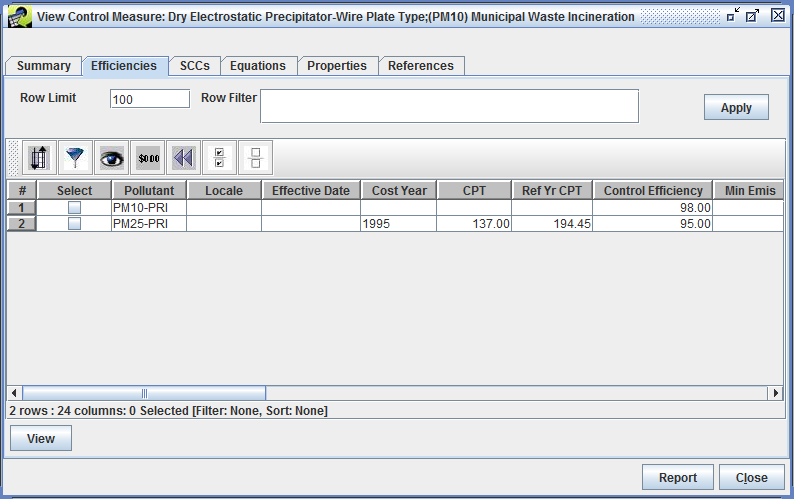 View Control Measure: Dry Electrostatic Precipitator-Wire Plate Type;(PM10) Municipal Waste Incineration
Summary Efficiencies SCCs Equations Properties References
Row Limit 100 Row Filter Apply
$0.00
# Select Pollutant Locale Effective Date Cost Year CPT Ref Yr CPT Control Efficiency Min Emis
1 PM10-PRI 98.00
2 PM25-PRI 1995 137.00 194.45 95.00
2 rows : 24 columns: 0 Selected [Filter: None, Sort: None]
View
Report Close